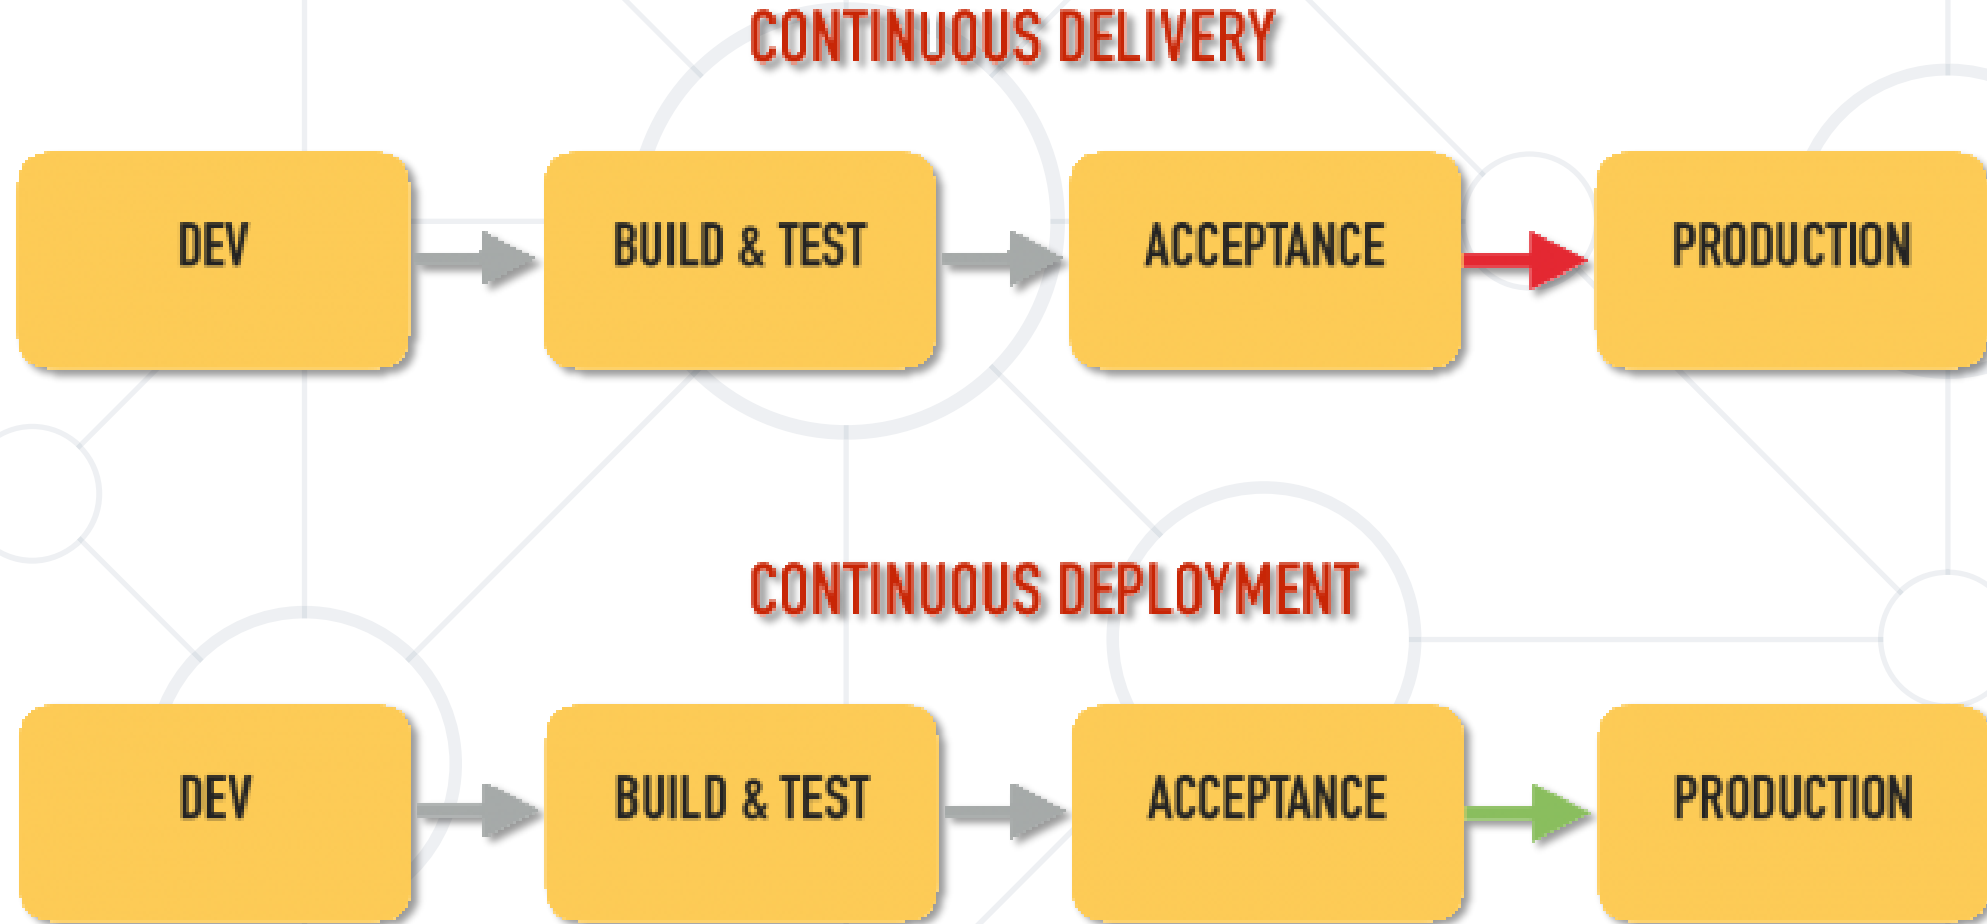 CONTINUOUS DELIVERY
DEV
BUILD & TEST
ACCEPTANCE
PRODUCTION
CONTINUOUS DEPLOYMENT
DEV
BUILD & TEST
ACCEPTANCE
PRODUCTION